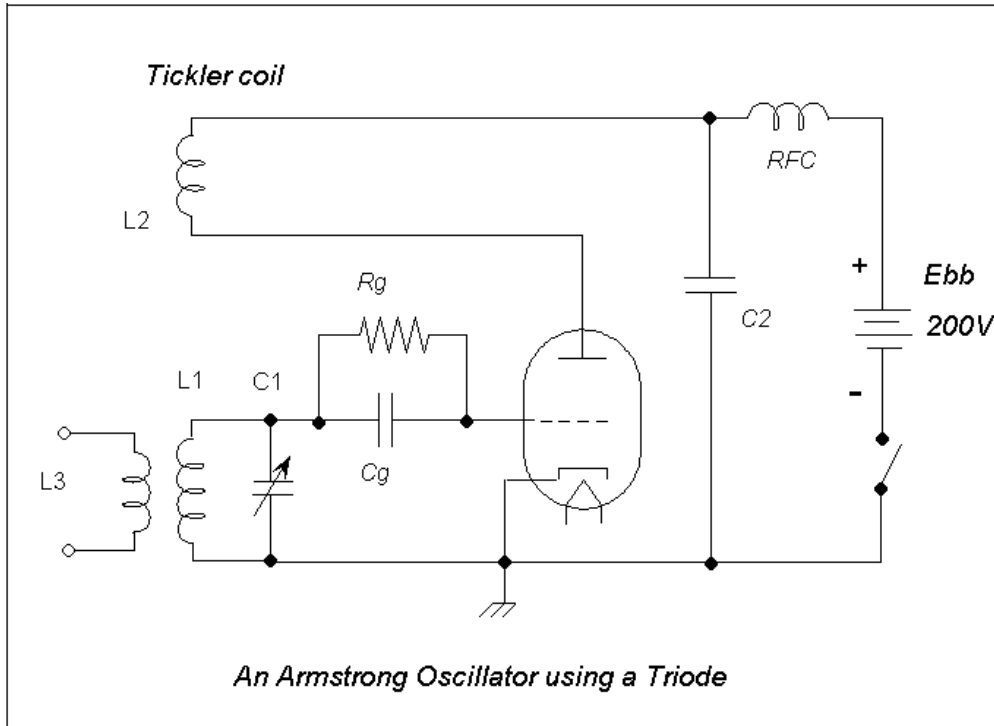 Tickler coil
RFC
L2
+
Ebb
Rg
C2
200V
L1
C1
-
L3
Cg
An Armstrong Oscillator using a Triode